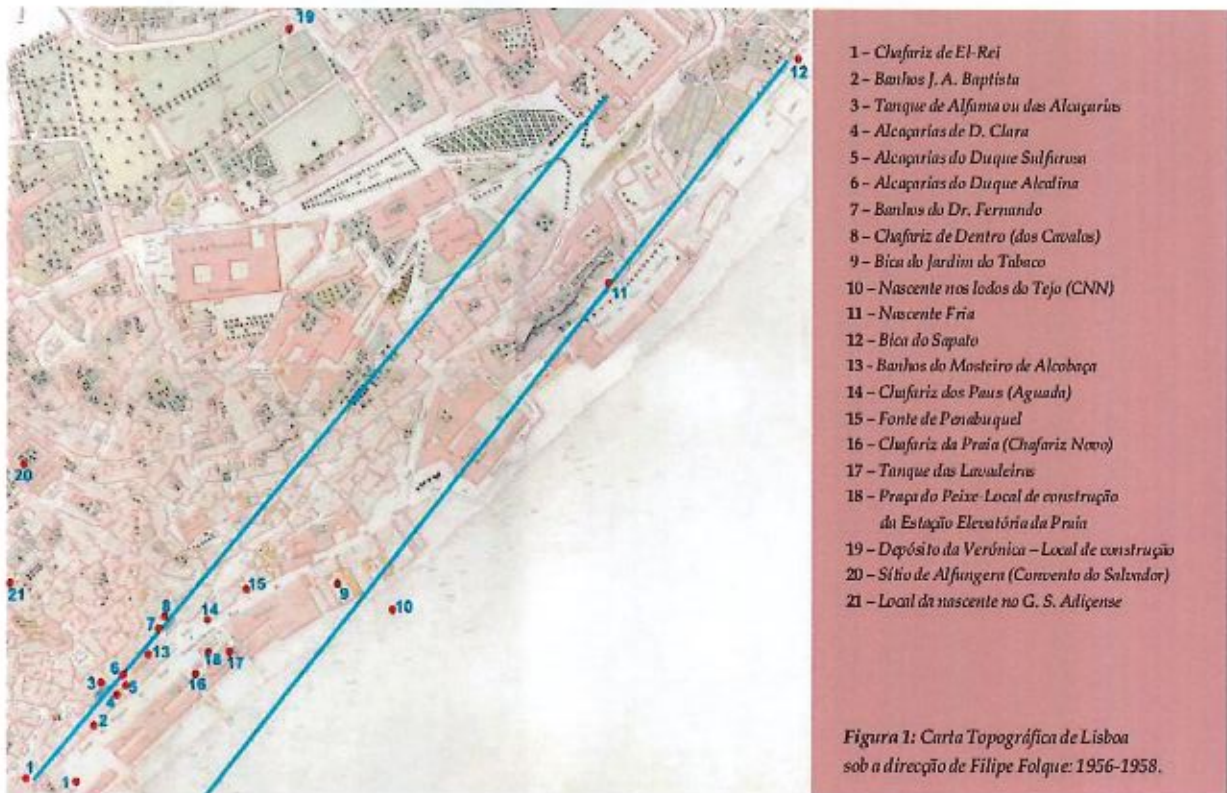 19
12
11
20
21
15
9
10
8
7
14
13
18
17
6
3
5
16
4
2
1
1
1 – Chafariz de El-Rei
2 – Banhos J. A. Baptista
3 – Tanque de Alfama ou das Alcaçarias
4 – Alcaçarias de D. Clara
5 – Alcaçarias do Duque Sulfurosa
6 – Alcaçarias do Duque Alcalina
7 – Banhos do Dr. Fernando
8 – Chafariz de Dentro (dos Cavalos)
9 – Bica do Jardim do Tabaco
10 – Nascente nos lodos do Tejo (CNN)
11 – Nascente Fria
12 – Bica do Sapato
13 – Banhos do Mosteiro de Alcobaça
14 – Chafariz dos Paus (Aguada)
15 – Fonte de Penabuquel
16 – Chafariz da Praia (Chafariz Novo)
17 – Tanque das Lavadeiras
18 – Praça do Peixe-Local de construção
da Estação Elevatória da Praia
19 – Depósito da Verónica – Local de construção
20 – Sítio de Alfungera (Convento do Salvador)
21 – Local da nascente no G. S. Adiçense
Figura 1: Carta Topográfica de Lisboa
sob a direcção de Filipe Folque: 1956-1958.